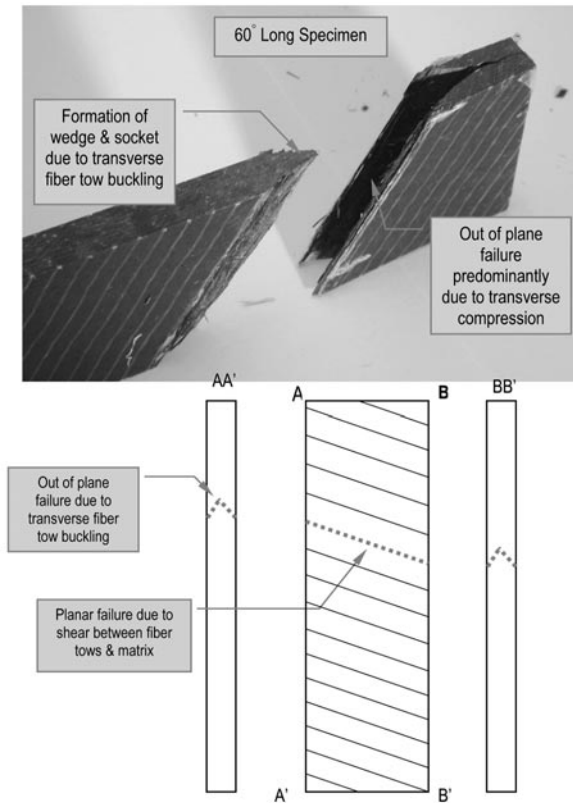 60° Long Specimen
Formation of
wedge & socket
due to transverse
fiber tow buckling
Out of plane
failure
predominantly
due to transverse
compression
AA'
A
B
BB'
Out of plane
failure due to
transverse fiber
tow buckling
Planar failure due to
shear between fiber
tows & matrix
A'
B'